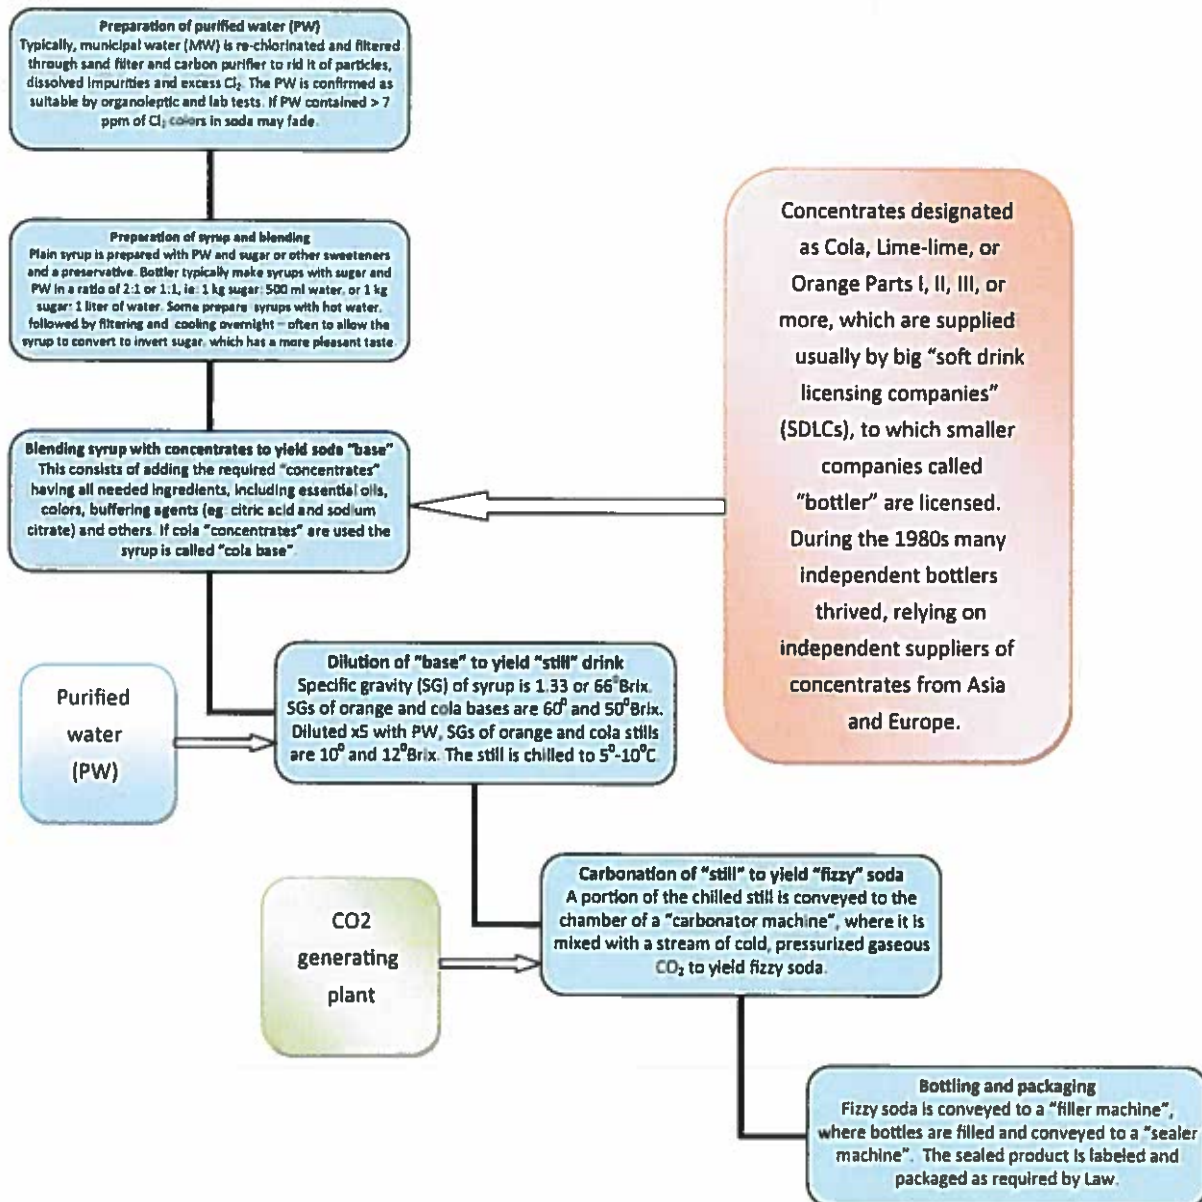 Preparation of purified water (PW)
Typically, municipal water (MW) is re-chlorinated and filtered
through sand filter and carbon purifier to rid it of particles,
dissolved impurities and excess Cl₂. The PW is confirmed as
suitable by organoleptic and lab tests. If PW contained > 7
ppm of Cl₂ colors in soda may fade.
Preparation of syrup and blending
Plain syrup is prepared with PW and sugar or other sweeteners
and a preservative. Bottler typically make syrups with sugar and
PW in a ratio of 2:1 or 1:1, ie: 1 kg sugar: 500 ml water, or 1 kg
sugar: 1 liter of water. Some prepare syrups with hot water,
followed by filtering and cooling overnight – often to allow the
syrup to convert to invert sugar, which has a more pleasant taste
Blending syrup with concentrates to yield soda "base"
This consists of adding the required "concentrates"
having all needed ingredients, including essential oils,
colors, buffering agents (eg: citric acid and sodium
citrate) and others. If cola "concentrates" are used the
syrup is called "cola base".
Concentrates designated
as Cola, Lime-lime, or
Orange Parts I, II, III, or
more, which are supplied
usually by big "soft drink
licensing companies"
(SDLCs), to which smaller
companies called
"bottler" are licensed.
During the 1980s many
independent bottlers
thrived, relying on
independent suppliers of
concentrates from Asia
and Europe.
Purified
water
(PW)
Dilution of "base" to yield "still" drink
Specific gravity (SG) of syrup is 1.33 or 66⁰Brix.
SGs of orange and cola bases are 60⁰ and 50⁰Brix.
Diluted x5 with PW, SGs of orange and cola stills
are 10⁰ and 12⁰Brix. The still is chilled to 5⁰-10⁰C
CO2
generating
plant
Carbonation of "still" to yield "fizzy" soda
A portion of the chilled still is conveyed to the
chamber of a "carbonator machine", where it is
mixed with a stream of cold, pressurized gaseous
CO₂ to yield fizzy soda.
Bottling and packaging
Fizzy soda is conveyed to a "filler machine",
where bottles are filled and conveyed to a "sealer
machine". The sealed product is labeled and
packaged as required by Law.